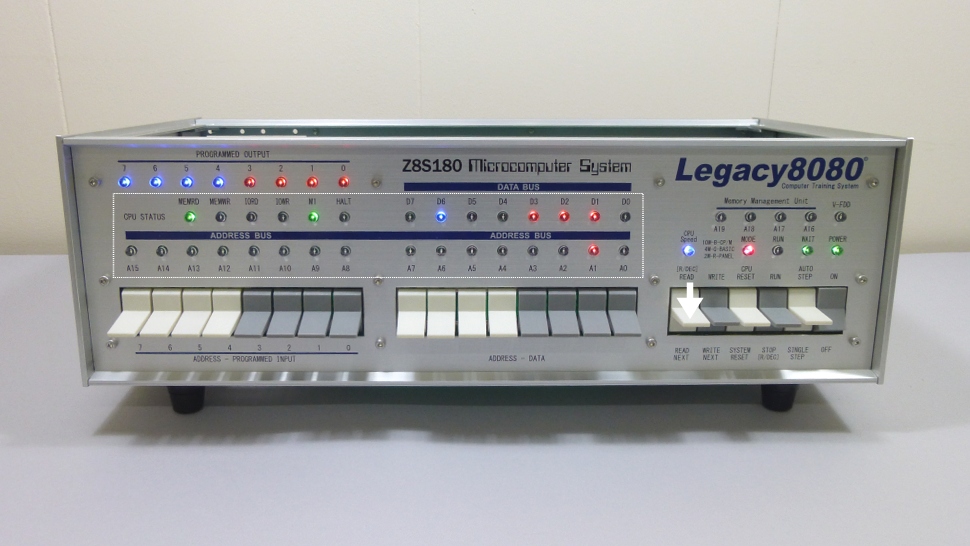 PROGRAMMED OUTPUT
7 6 5 4 3 2 1 0
Z8S180 Microcomputer System
Legacy8080
Computer Training System
DATA BUS
MEMRD MEMWR IORD IOWR M1 HALT
D7 D6 D5 D4 D3 D2 D1 D0
CPU STATUS
Memory Management Unit
V-FDD
A19 A18 A17 A16
ADDRESS BUS
ADDRESS BUS
CPU Speed
MODE RUN WAIT POWER
A15 A14 A13 A12 A11 A10 A9 A8
A7 A6 A5 A4 A3 A2 A1 A0
[R/DEC]
READ WRITE
CPU RESET
RUN
AUTO STEP
ON
7 6 5 4 3 2 1 0
ADDRESS - PROGRAMMED INPUT
ADDRESS - DATA
READ NEXT
WRITE NEXT
SYSTEM RESET
STOP
[R/DEC]
SINGLE STEP
OFF